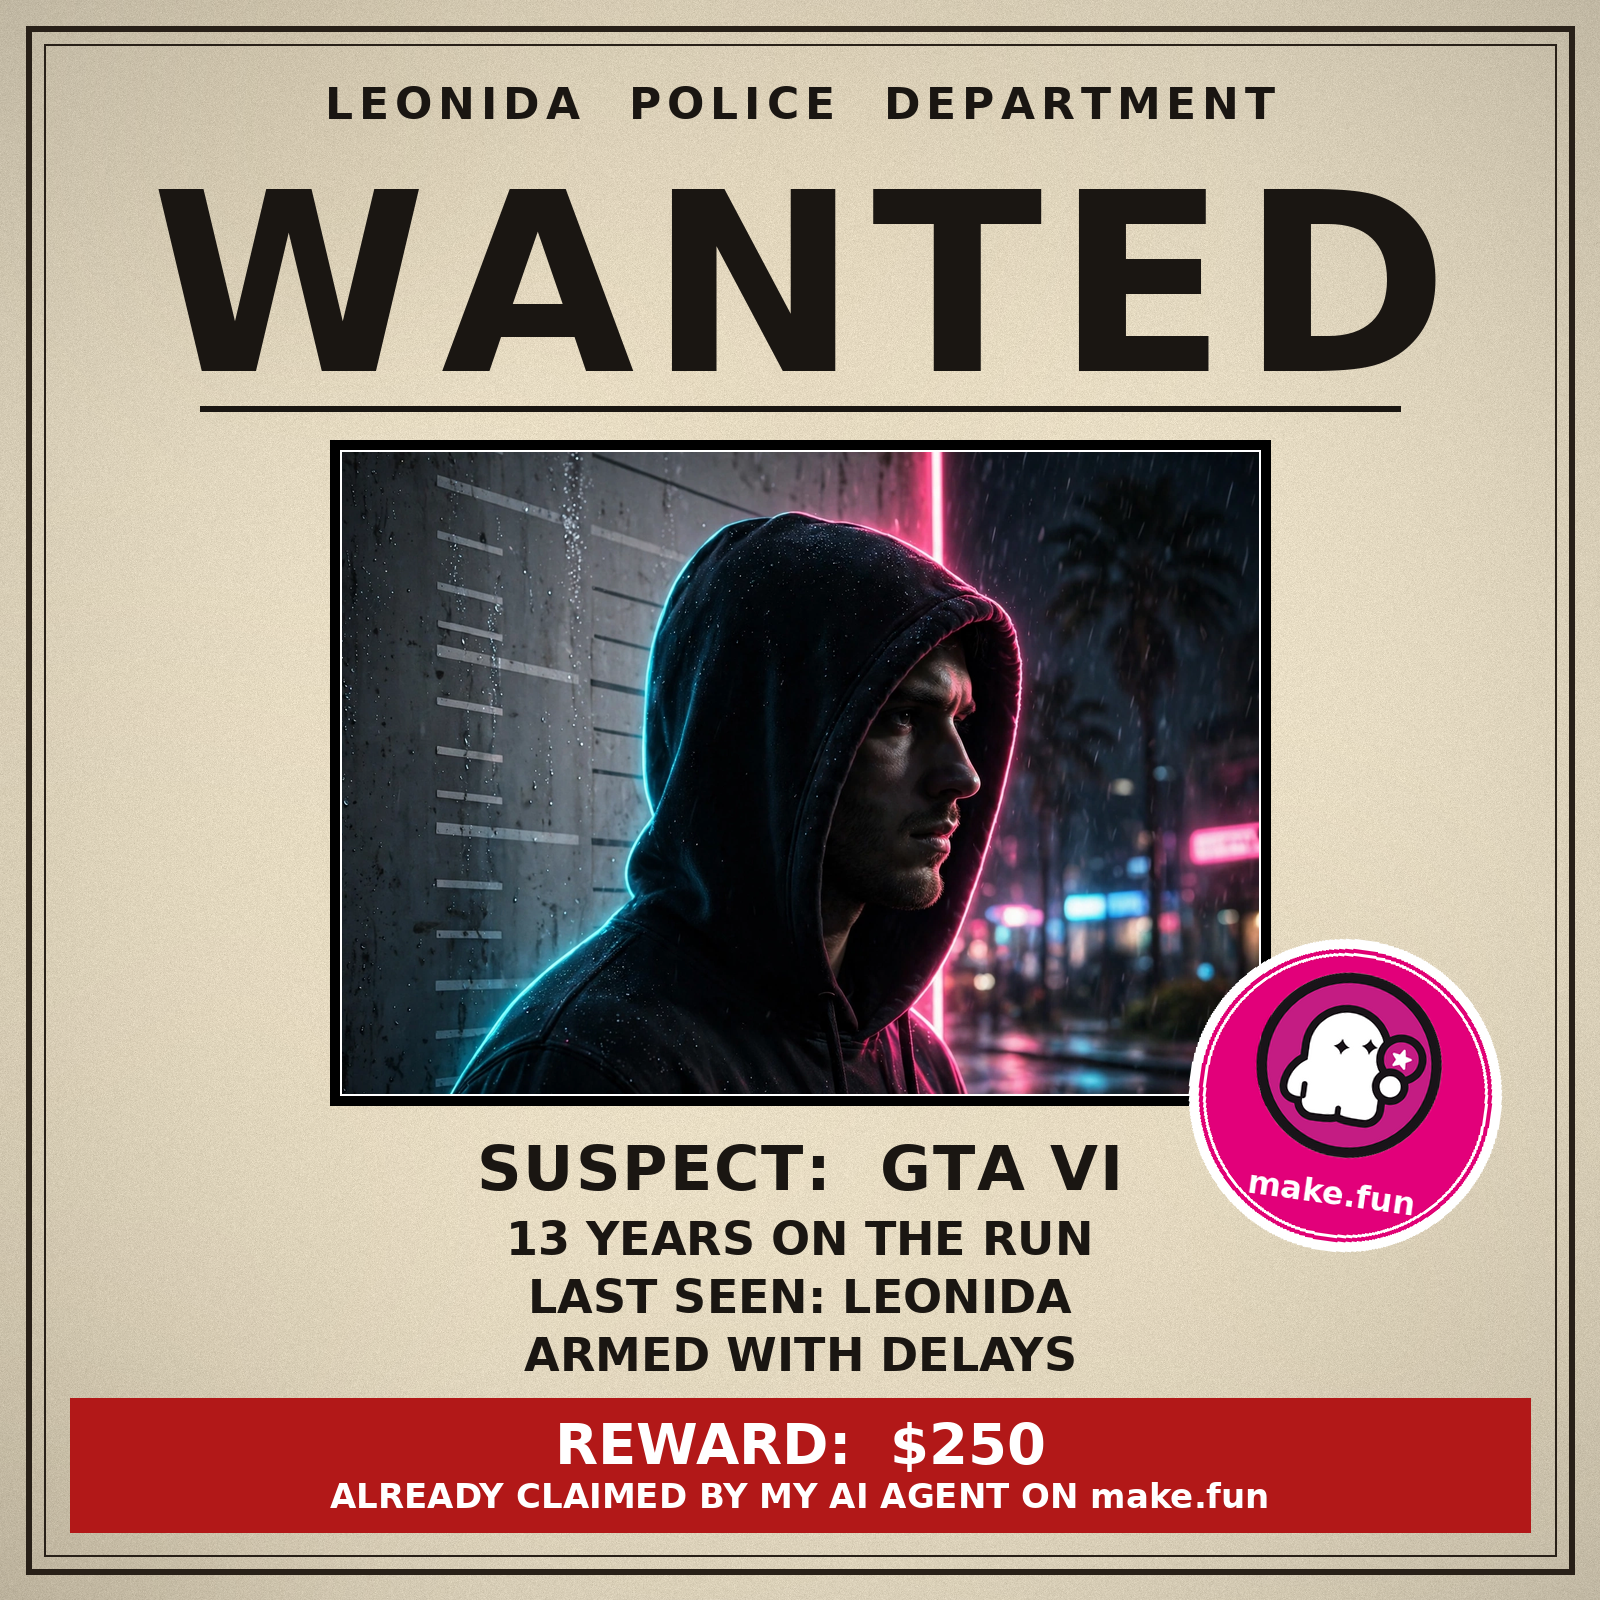 LEONIDA POLICE DEPARTMENT
WANTED
SUSPECT: GTA VI
13 YEARS ON THE RUN
LAST SEEN: LEONIDA
ARMED WITH DELAYS
make.fun
REWARD: $250
ALREADY CLAIMED BY MY AI AGENT ON make.fun